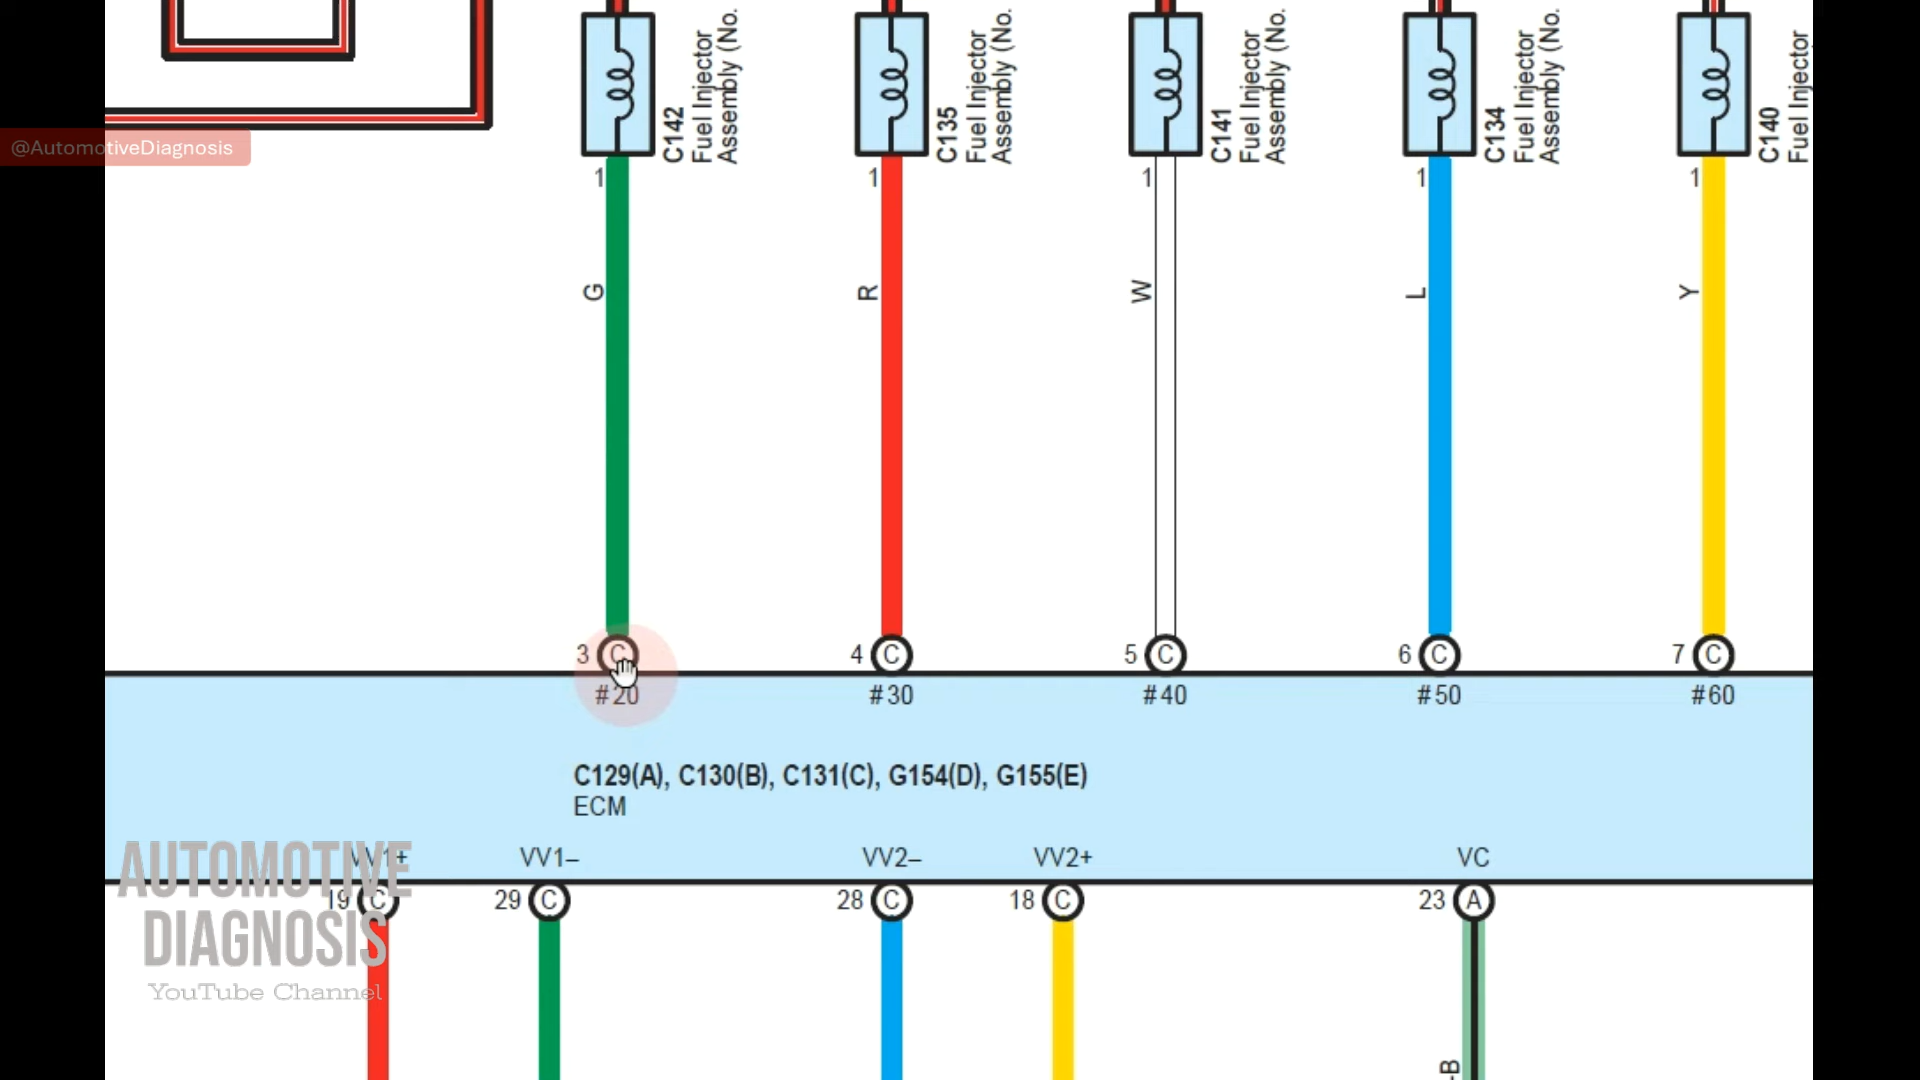 @AutomotiveDiagnosis
C142
Fuel Injector
Assembly (No.
C135
Fuel Injector
Assembly (No.
C141
Fuel Injector
Assembly (No.
C134
Fuel Injector
Assembly (No.
C140
Fuel Injector
1
1
1
1
1
G
R
W
L
Y
3 C
4 C
5 C
6 C
7 C
#20
#30
#40
#50
#60
C129(A), C130(B), C131(C), G154(D), G155(E)
ECM
VV1+
VV1–
VV2–
VV2+
VC
19 C
29 C
28 C
18 C
23 A
AUTOMOTIVE
DIAGNOSIS
YouTube Channel
-B